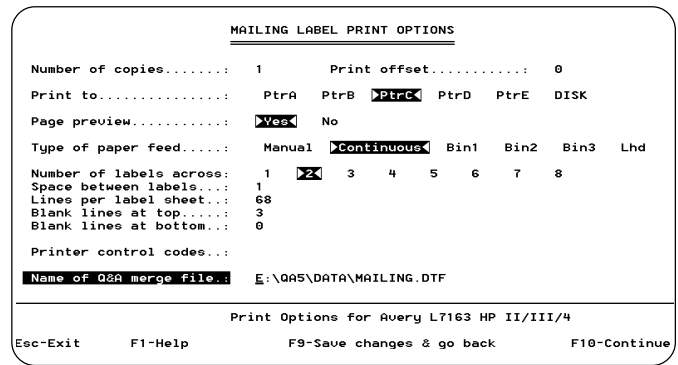 MAILING LABEL PRINT OPTIONS
Number of copies.......: 1 Print offset...........: 0
Print to...............: PtrA PtrB ►PtrC◄ PtrD PtrE DISK
Page preview...........: ►Yes◄ No
Type of paper feed.....: Manual ►Continuous◄ Bin1 Bin2 Bin3 Lhd
Number of labels across: 1 ►2◄ 3 4 5 6 7 8
Space between labels...: 1
Lines per label sheet..: 68
Blank lines at top.....: 3
Blank lines at bottom..: 0
Printer control codes..:
Name of Q&A merge file.: E:\QA5\DATA\MAILING.DTF
Print Options for Avery L7163 HP II/III/4
Esc-Exit F1-Help F9-Save changes & go back F10-Continue